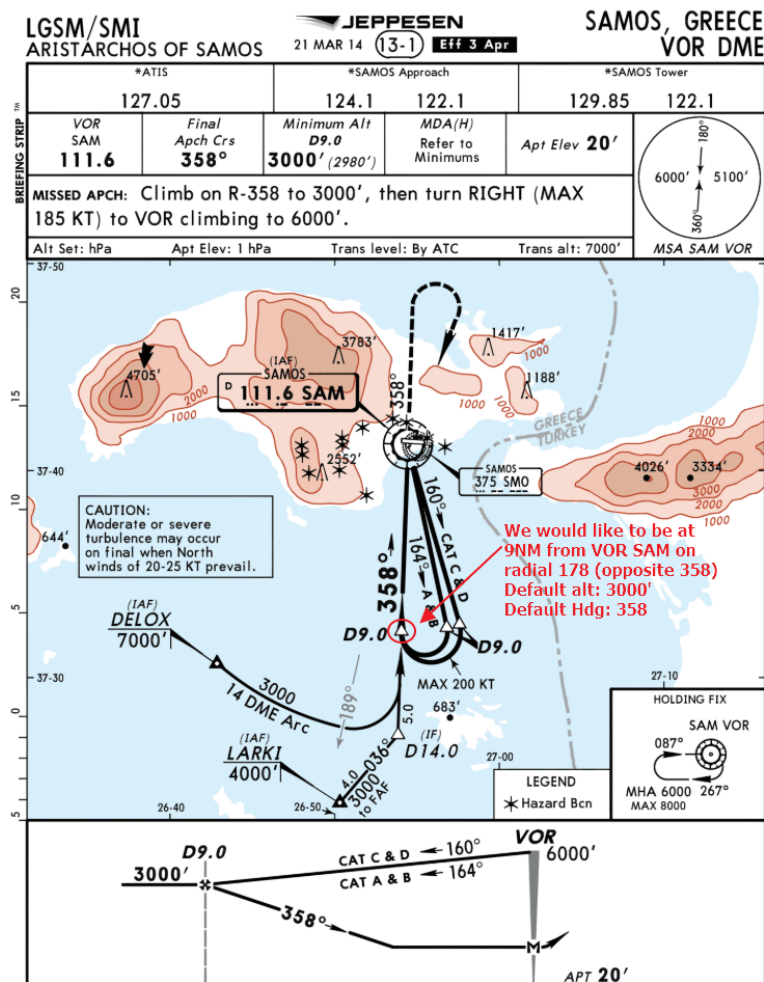 LGSM/SMI
ARISTARCHOS OF SAMOS
JEPPESEN
21 MAR 14 13-1 Eff 3 Apr
SAMOS, GREECE
VOR DME
BRIEFING STRIP TM
*ATIS
127.05
*SAMOS Approach
124.1 122.1
*SAMOS Tower
129.85 122.1
VOR
SAM
111.6
Final
Apch Crs
358°
Minimum Alt
D9.0
3000' (2980')
MDA(H)
Refer to
Minimums
Apt Elev 20'
MISSED APCH: Climb on R-358 to 3000', then turn RIGHT (MAX
185 KT) to VOR climbing to 6000'.
Alt Set: hPa Apt Elev: 1 hPa Trans level: By ATC Trans alt: 7000'
180°
6000' 5100'
360°
MSA SAM VOR
37-50
20
3783'
1417'
1000
4705'
(IAF)
SAMOS
D 111.6 SAM
358°
1188'
2000
1000
1000
1000
15
GREECE
TURKEY
1000
2000
37-40
2552'
SAMOS
375 SMO
4026' 3334'
3000
2000
1000
10
160°
CAT C & D
164°
A & B
CAUTION:
Moderate or severe
turbulence may occur
on final when North
winds of 20-25 KT prevail.
644'
We would like to be at
9NM from VOR SAM on
radial 178 (opposite 358)
Default alt: 3000'
Default Hdg: 358
358°
5
(IAF)
DELOX
7000'
D9.0
D9.0
37-30
3000
14 DME Arc
189°
MAX 200 KT
27-10
683'
0
5.0
(IF)
D14.0
(IAF)
LARKI
4000'
036°
4.0
3000
to FAF
27-00
26-40
26-50
5
HOLDING FIX
SAM VOR
087°
MHA 6000
MAX 8000
267°
LEGEND
Hazard Bcn
D9.0
VOR
3000'
CAT C & D 160°
6000'
CAT A & B 164°
358°
M
APT 20'